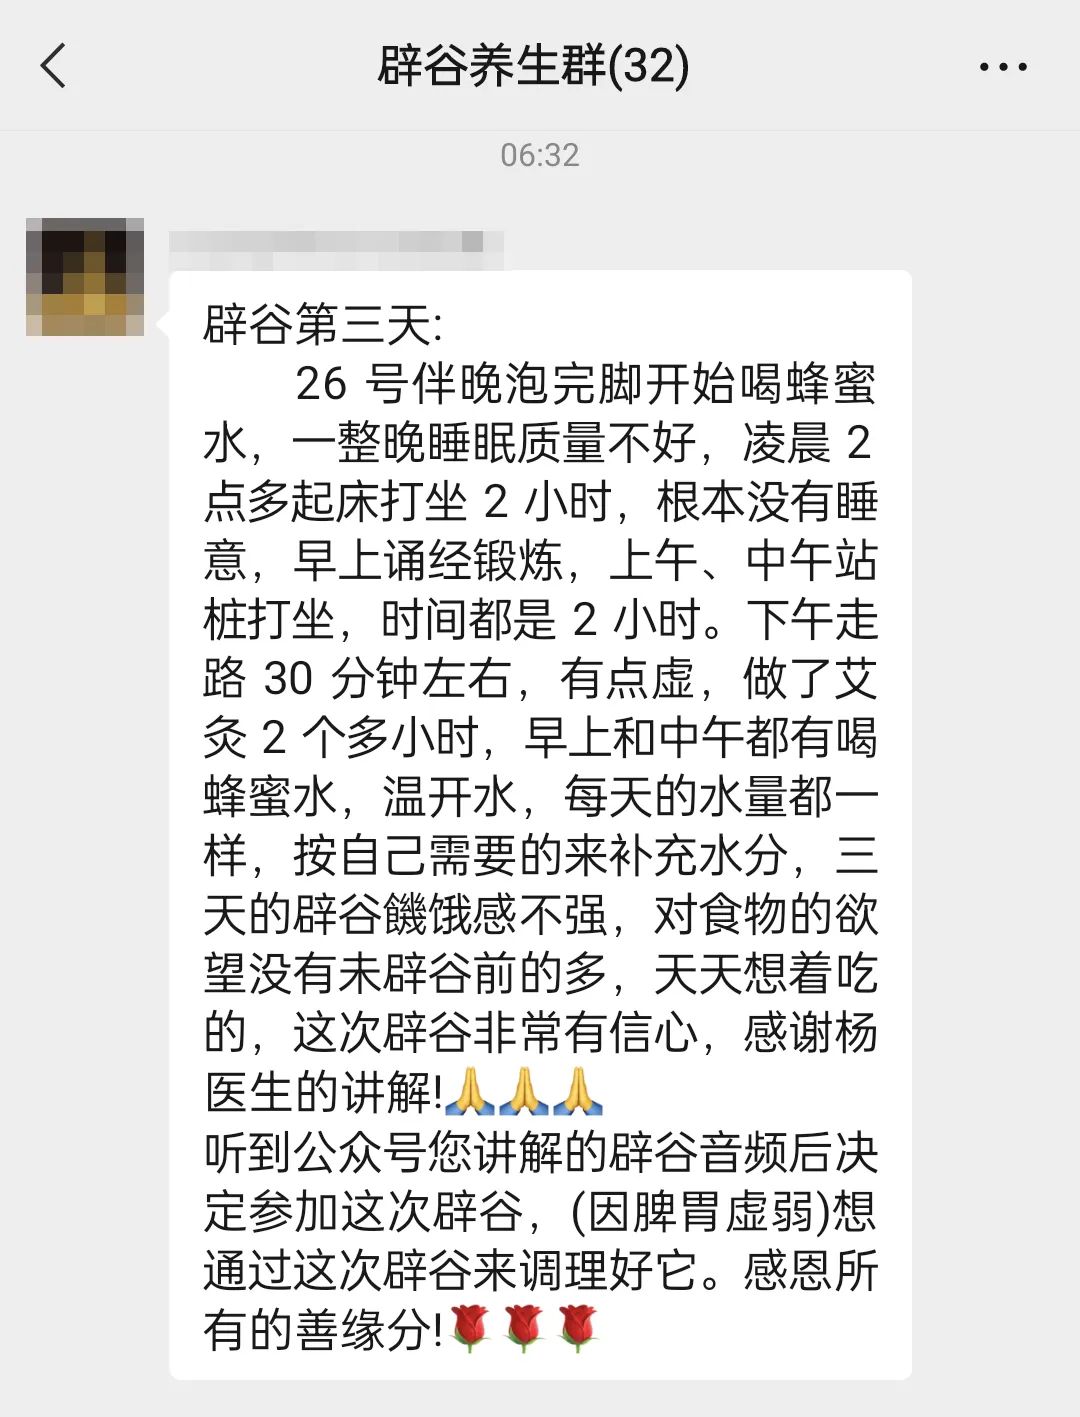 辟谷养生群(32)
06:32
辟谷第三天:
26 号伴晚泡完脚开始喝蜂蜜
水，一整晚睡眠质量不好，凌晨 2
点多起床打坐 2 小时，根本没有睡
意，早上诵经锻炼，上午、中午站
桩打坐，时间都是 2 小时。下午走
路 30 分钟左右，有点虚，做了艾
灸 2 个多小时，早上和中午都有喝
蜂蜜水，温开水，每天的水量都一
样，按自己需要的来补充水分，三
天的辟谷饑饿感不强，对食物的欲
望没有未辟谷前的多，天天想着吃
的，这次辟谷非常有信心，感谢杨
医生的讲解!🙏🙏🙏
听到公众号您讲解的辟谷音频后决
定参加这次辟谷，(因脾胃虚弱)想
通过这次辟谷来调理好它。感恩所
有的善缘分!🌹🌹🌹